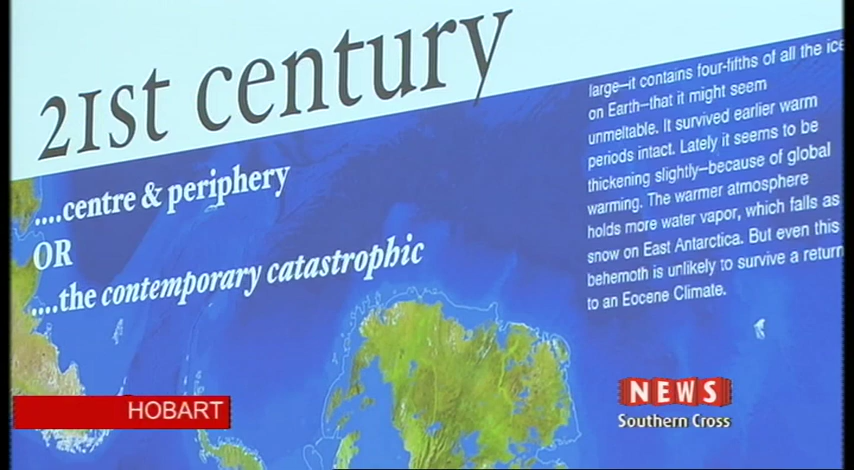 21st century
....centre & periphery
OR
....the contemporary catastrophic
large—it contains four-fifths of all the ice
on Earth—that it might seem
unmeltable. It survived earlier warm
periods intact. Lately it seems to be
thickening slightly—because of global
warming. The warmer atmosphere
holds more water vapor, which falls as
snow on East Antarctica. But even this
behemoth is unlikely to survive a return
to an Eocene Climate.
HOBART
NEWS
Southern Cross